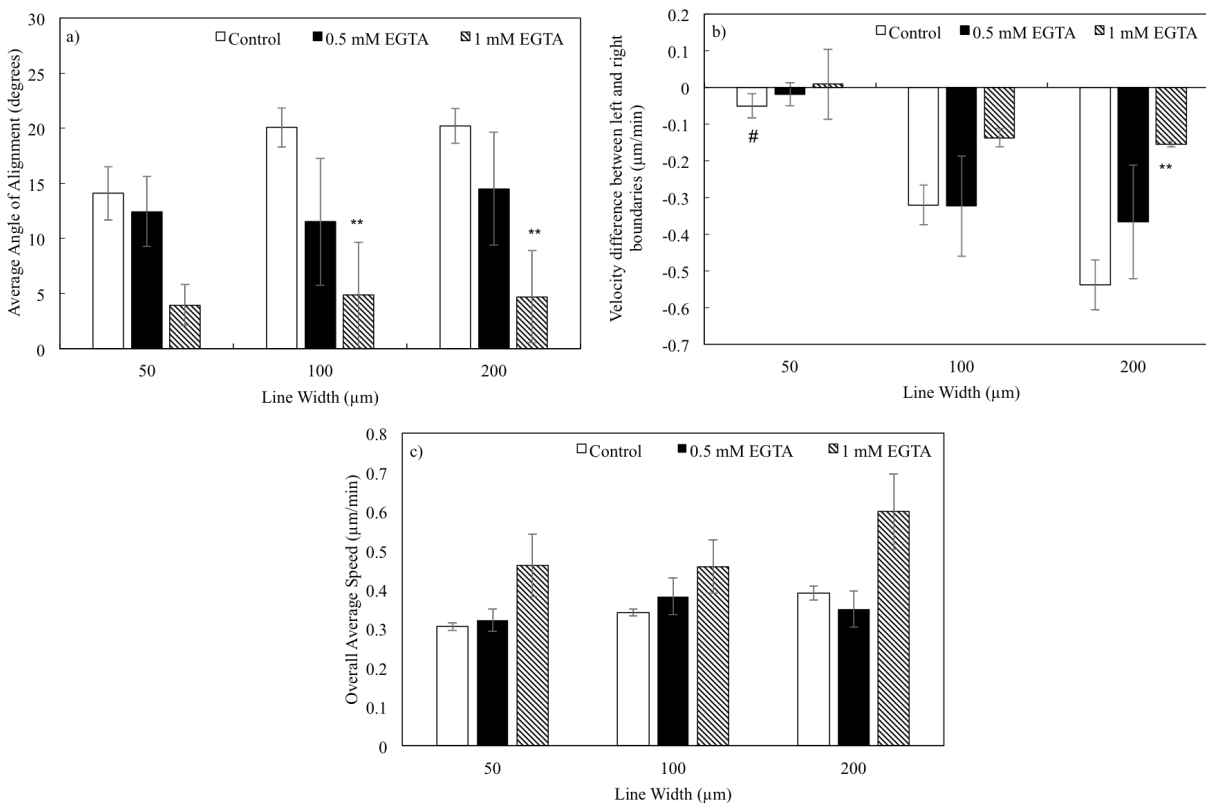 a)
Control 0.5 mM EGTA 1 mM EGTA
30
25
20
15
10
5
0
Average Angle of Alignment (degrees)
**
**
50 100 200
Line Width (µm)
b)
Control 0.5 mM EGTA 1 mM EGTA
0.2
0.1
0
-0.1
-0.2
-0.3
-0.4
-0.5
-0.6
-0.7
Velocity difference between left and right
boundaries (µm/min)
#
**
50 100 200
Line Width (µm)
c)
Control 0.5 mM EGTA 1 mM EGTA
0.8
0.7
0.6
0.5
0.4
0.3
0.2
0.1
0
Overall Average Speed (µm/min)
50 100 200
Line Width (µm)